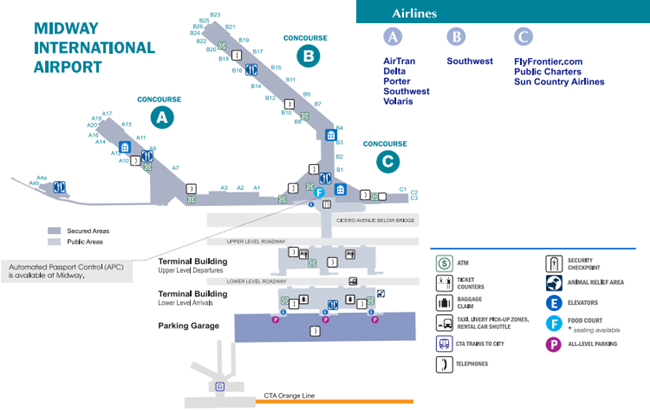 MIDWAY
INTERNATIONAL
AIRPORT
Airlines
A
B
C
AirTran
Delta
Porter
Southwest
Volaris
Southwest
FlyFrontier.com
Public Charters
Sun Country Airlines
CONCOURSE
B
CONCOURSE
A
CONCOURSE
C
B23
B25
B26
B24
B22
B21
B20
B19
B18
B17
B16
B15
B14
B11
B12
B9
B10
B7
B8
B4
B3
B2
B1
A17
A19
A20
A15
A16
A14
A11
A12
A9
A10
A7
A4a
A4b
A3
A2
A1
C1
C2
C3
F
E
CICERO AVENUE BELOW BRIDGE
Secured Areas
Public Areas
UPPER LEVEL ROADWAY
Automated Passport Control (APC)
is available at Midway.
Terminal Building
Upper Level Departures
LOWER LEVEL ROADWAY
Terminal Building
Lower Level Arrivals
E
E
E
P
P
P
Parking Garage
CTA Orange Line
ATM
TICKET
COUNTERS
BAGGAGE
CLAIM
TAXI, LIVERY PICK-UP ZONES,
RENTAL CAR SHUTTLE
CTA TRAINS TO CITY
TELEPHONES
SECURITY
CHECKPOINT
ANIMAL RELIEF AREA
E
ELEVATORS
F
FOOD COURT
* seating available
P
ALL-LEVEL PARKING